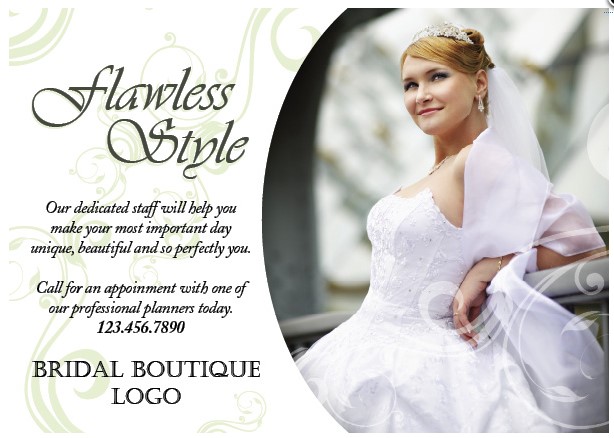 Flawless
Style
Our dedicated staff will help you
make your most important day
unique, beautiful and so perfectly you.
Call for an appoinment with one of
our professional planners today.
123.456.7890
BRIDAL BOUTIQUE
LOGO